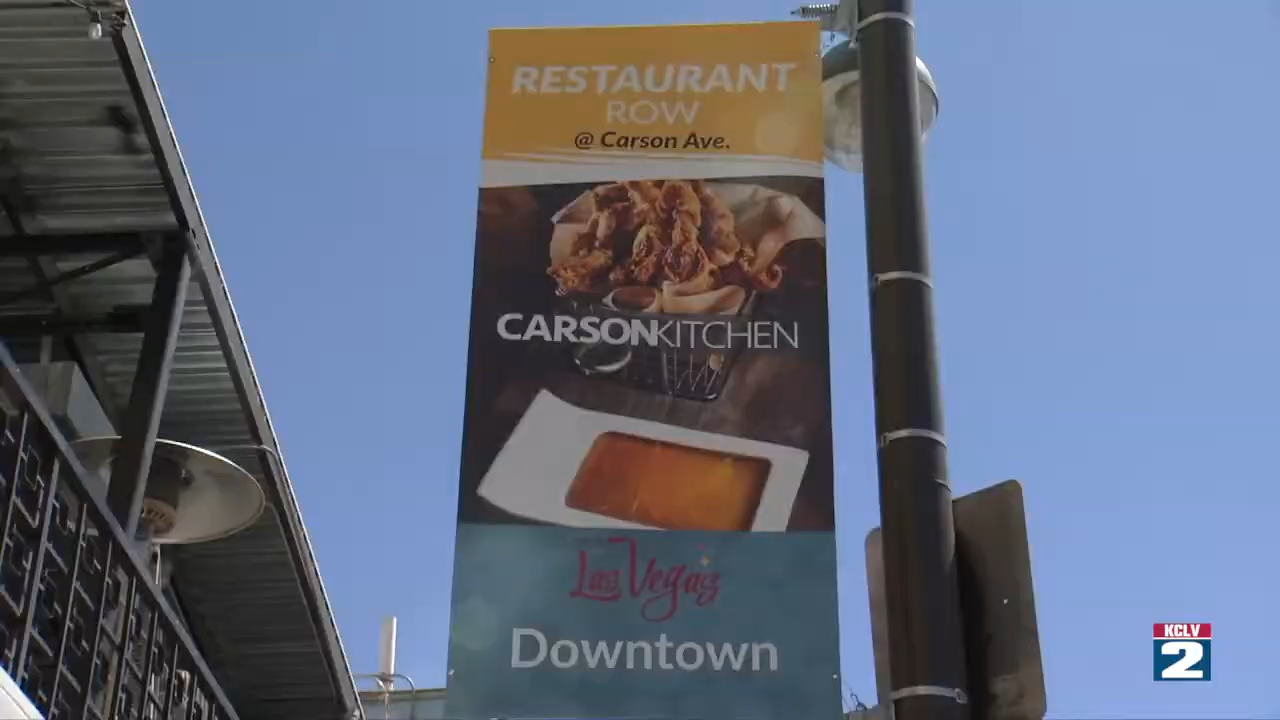 RESTAURANT
ROW
@ Carson Ave.
CARSONKITCHEN
Las Vegas
Downtown
KCLV
2